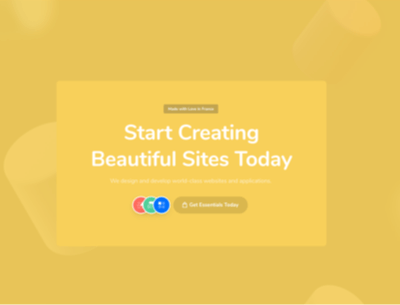 Made with love in Framer
Start Creating
Beautiful Sites Today
We design and develop world-class websites and applications.
Get Essentials Today